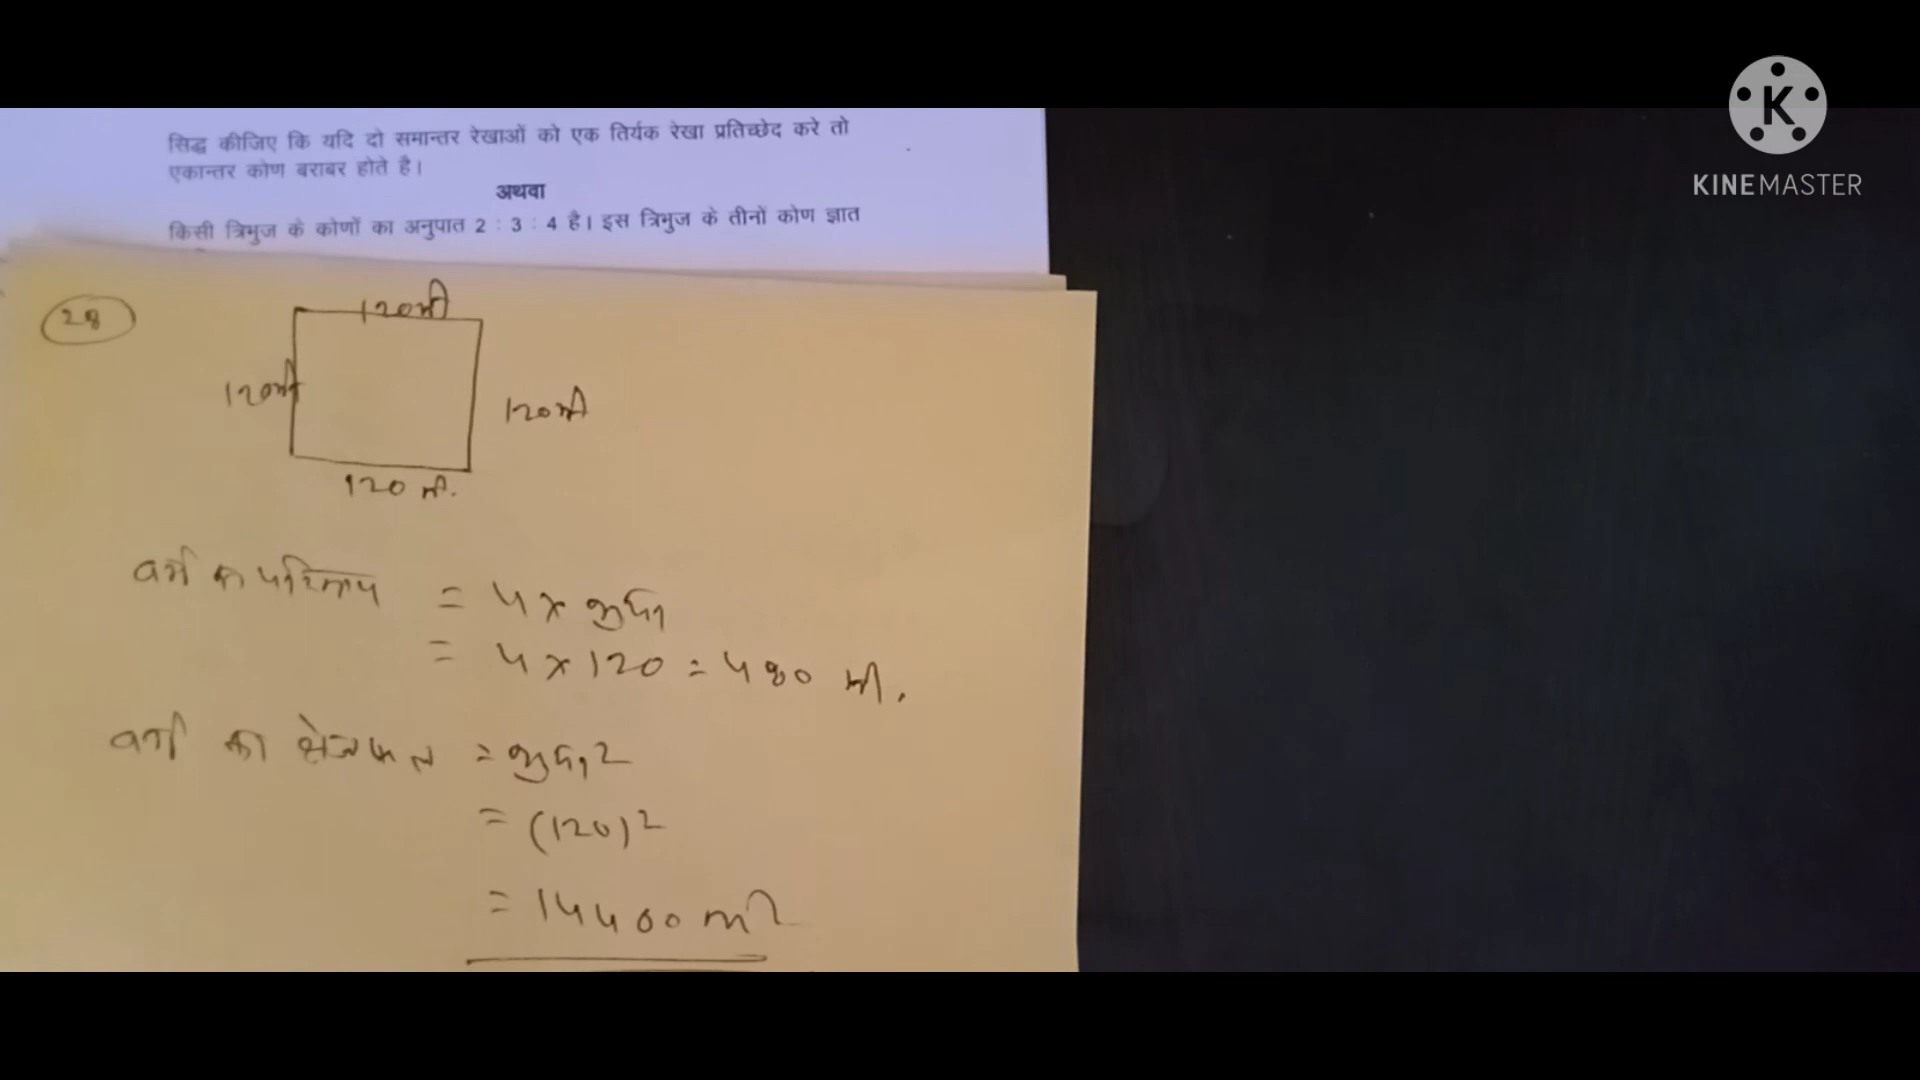 KINEMASTER
सिद्ध कीजिए कि यदि दो समान्तर रेखाओं को एक तिर्यक रेखा प्रतिच्छेद करे तो
एकान्तर कोण बराबर होते है।
अथवा
किसी त्रिभुज के कोणों का अनुपात 2 : 3 : 4 है। इस त्रिभुज के तीनों कोण ज्ञात
28
120मी
120मी
120मी
120 मी.
वर्ग का परिमाप = 4 x भुजा
= 4 x 120 = 480 मी.
वर्ग का क्षेत्रफल = भुजा2
= (120)2
= 14400 m2